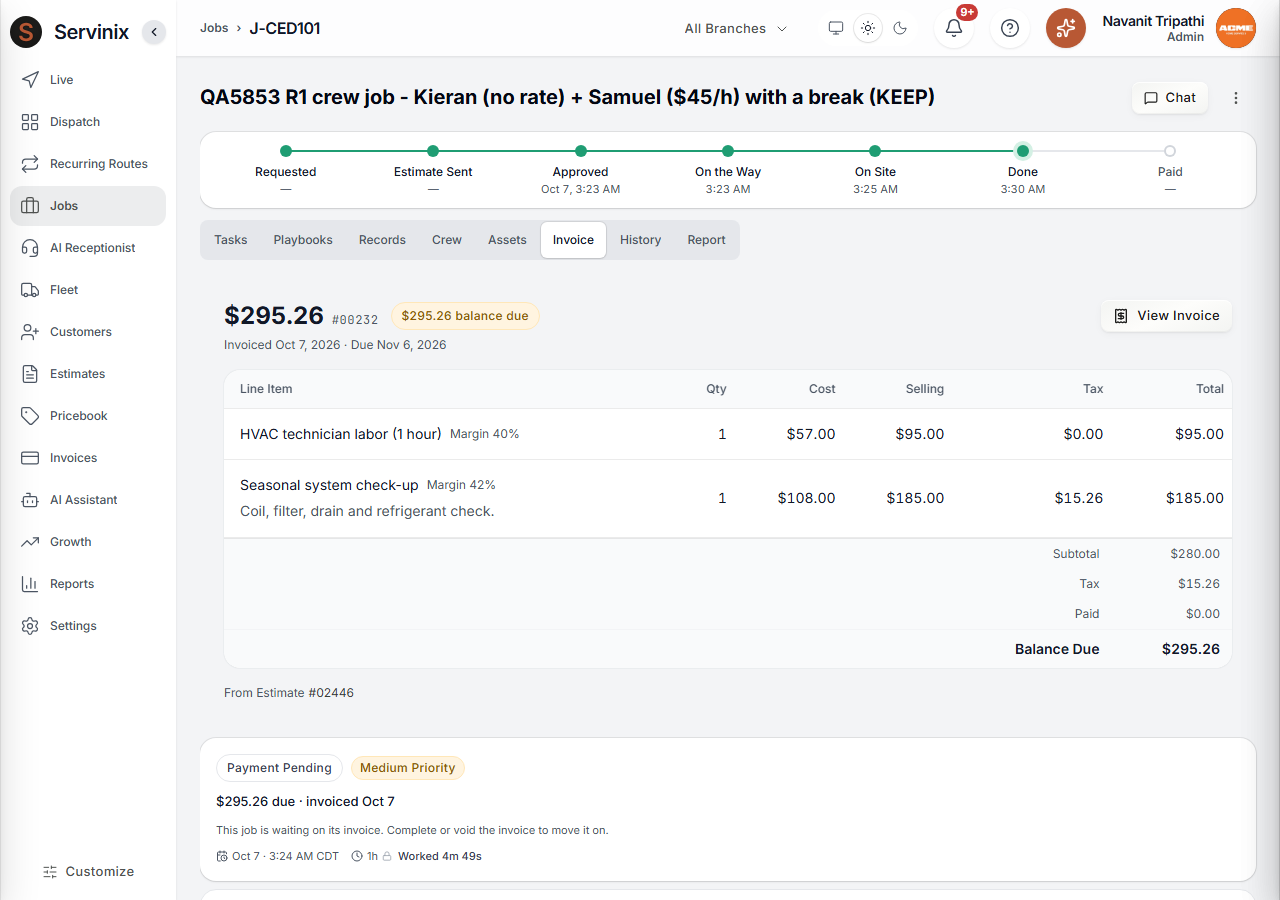 S Servinix
Jobs › J-CED101
All Branches
9+
Navanit Tripathi
Admin
ACME
Live
Dispatch
Recurring Routes
Jobs
AI Receptionist
Fleet
Customers
Estimates
Pricebook
Invoices
AI Assistant
Growth
Reports
Settings
Customize
QA5853 R1 crew job - Kieran (no rate) + Samuel ($45/h) with a break (KEEP)
Chat
Requested Estimate Sent Approved On the Way On Site Done Paid
— — Oct 7, 3:23 AM 3:23 AM 3:25 AM 3:30 AM —
Tasks Playbooks Records Crew Assets Invoice History Report
$295.26 #00232 $295.26 balance due
View Invoice
Invoiced Oct 7, 2026 · Due Nov 6, 2026
Line Item Qty Cost Selling Tax Total
HVAC technician labor (1 hour) Margin 40% 1 $57.00 $95.00 $0.00 $95.00
Seasonal system check-up Margin 42% 1 $108.00 $185.00 $15.26 $185.00
Coil, filter, drain and refrigerant check.
Subtotal $280.00
Tax $15.26
Paid $0.00
Balance Due $295.26
From Estimate #02446
Payment Pending Medium Priority
$295.26 due · invoiced Oct 7
This job is waiting on its invoice. Complete or void the invoice to move it on.
Oct 7 · 3:24 AM CDT 1h Worked 4m 49s